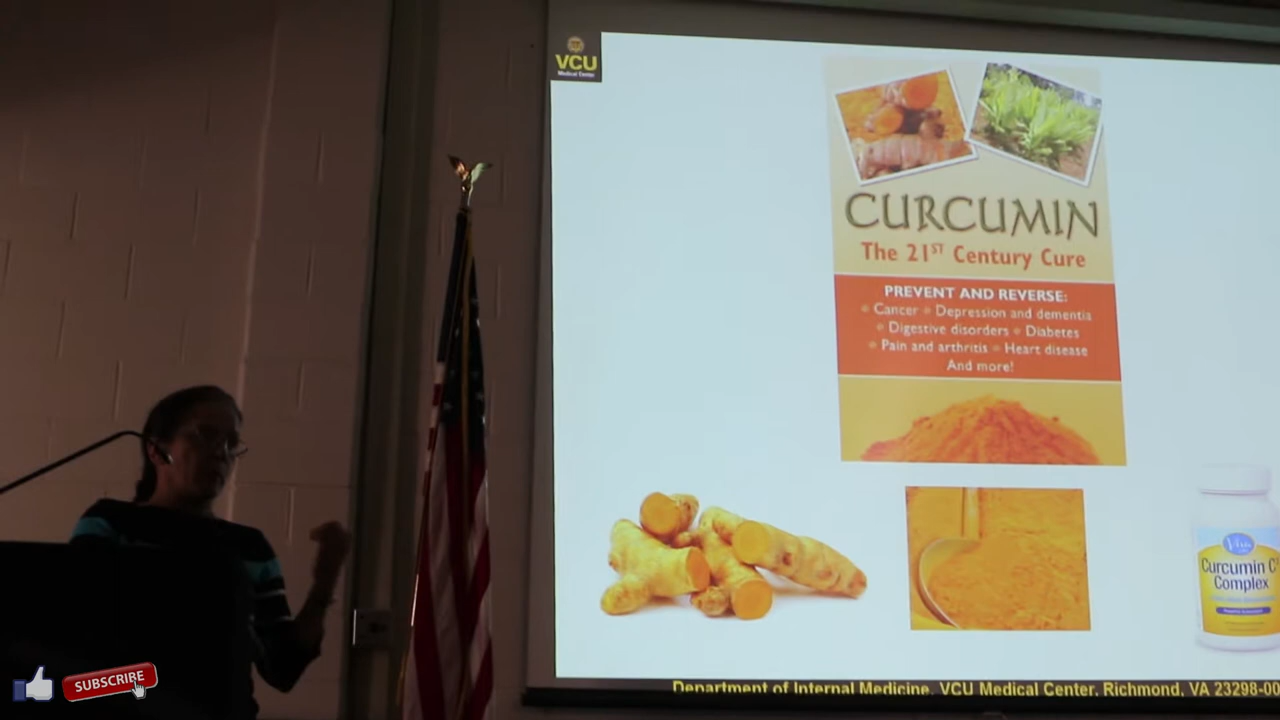 VCU
Medical Center
CURCUMIN
The 21ST Century Cure
PREVENT AND REVERSE:
Cancer • Depression and dementia
• Digestive disorders • Diabetes
• Pain and arthritis • Heart disease
And more!
Curcumin C³
Complex
Department of Internal Medicine, VCU Medical Center, Richmond, VA 23298-00
SUBSCRIBE